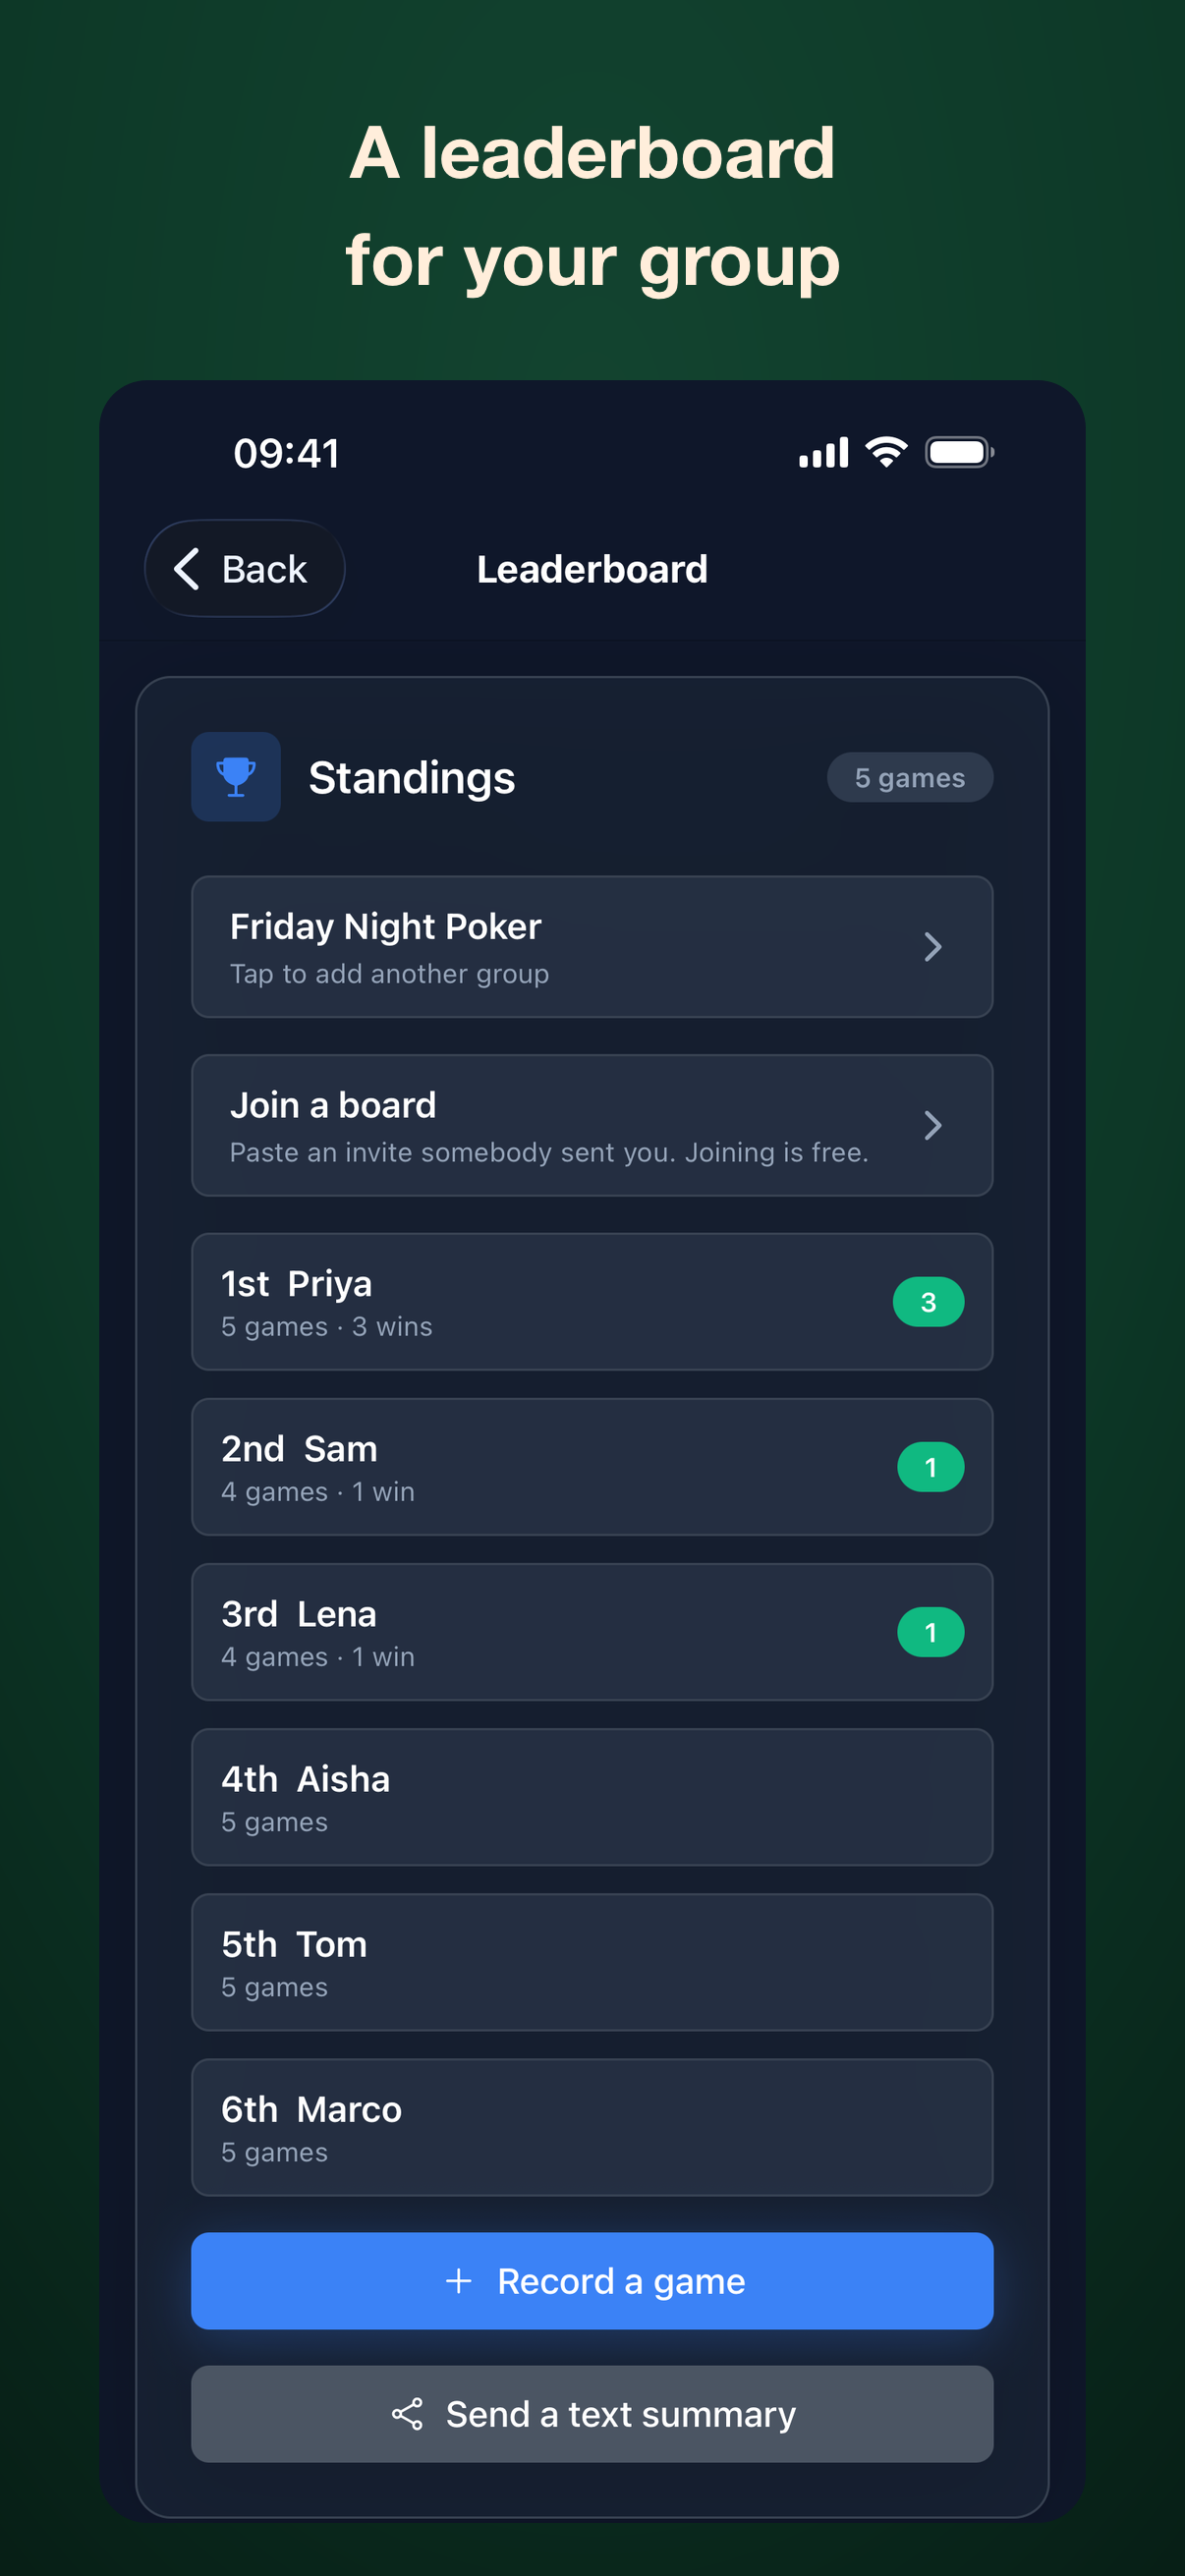 A leaderboard
for your group
09:41
Back
Leaderboard
Standings
5 games
Friday Night Poker
Tap to add another group
Join a board
Paste an invite somebody sent you. Joining is free.
1st Priya
5 games · 3 wins
3
2nd Sam
4 games · 1 win
1
3rd Lena
4 games · 1 win
1
4th Aisha
5 games
5th Tom
5 games
6th Marco
5 games
Record a game
Send a text summary